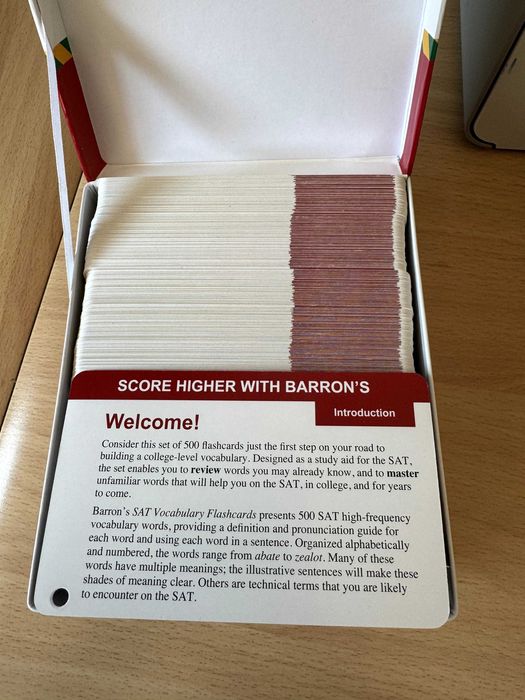 SCORE HIGHER WITH BARRON'S
Introduction
Welcome!
Consider this set of 500 flashcards just the first step on your road to
building a college-level vocabulary. Designed as a study aid for the SAT,
the set enables you to review words you may already know, and to master
unfamiliar words that will help you on the SAT, in college, and for years
to come.
Barron's SAT Vocabulary Flashcards presents 500 SAT high-frequency
vocabulary words, providing a definition and pronunciation guide for
each word and using each word in a sentence. Organized alphabetically
and numbered, the words range from abate to zealot. Many of these
words have multiple meanings; the illustrative sentences will make these
shades of meaning clear. Others are technical terms that you are likely
to encounter on the SAT.